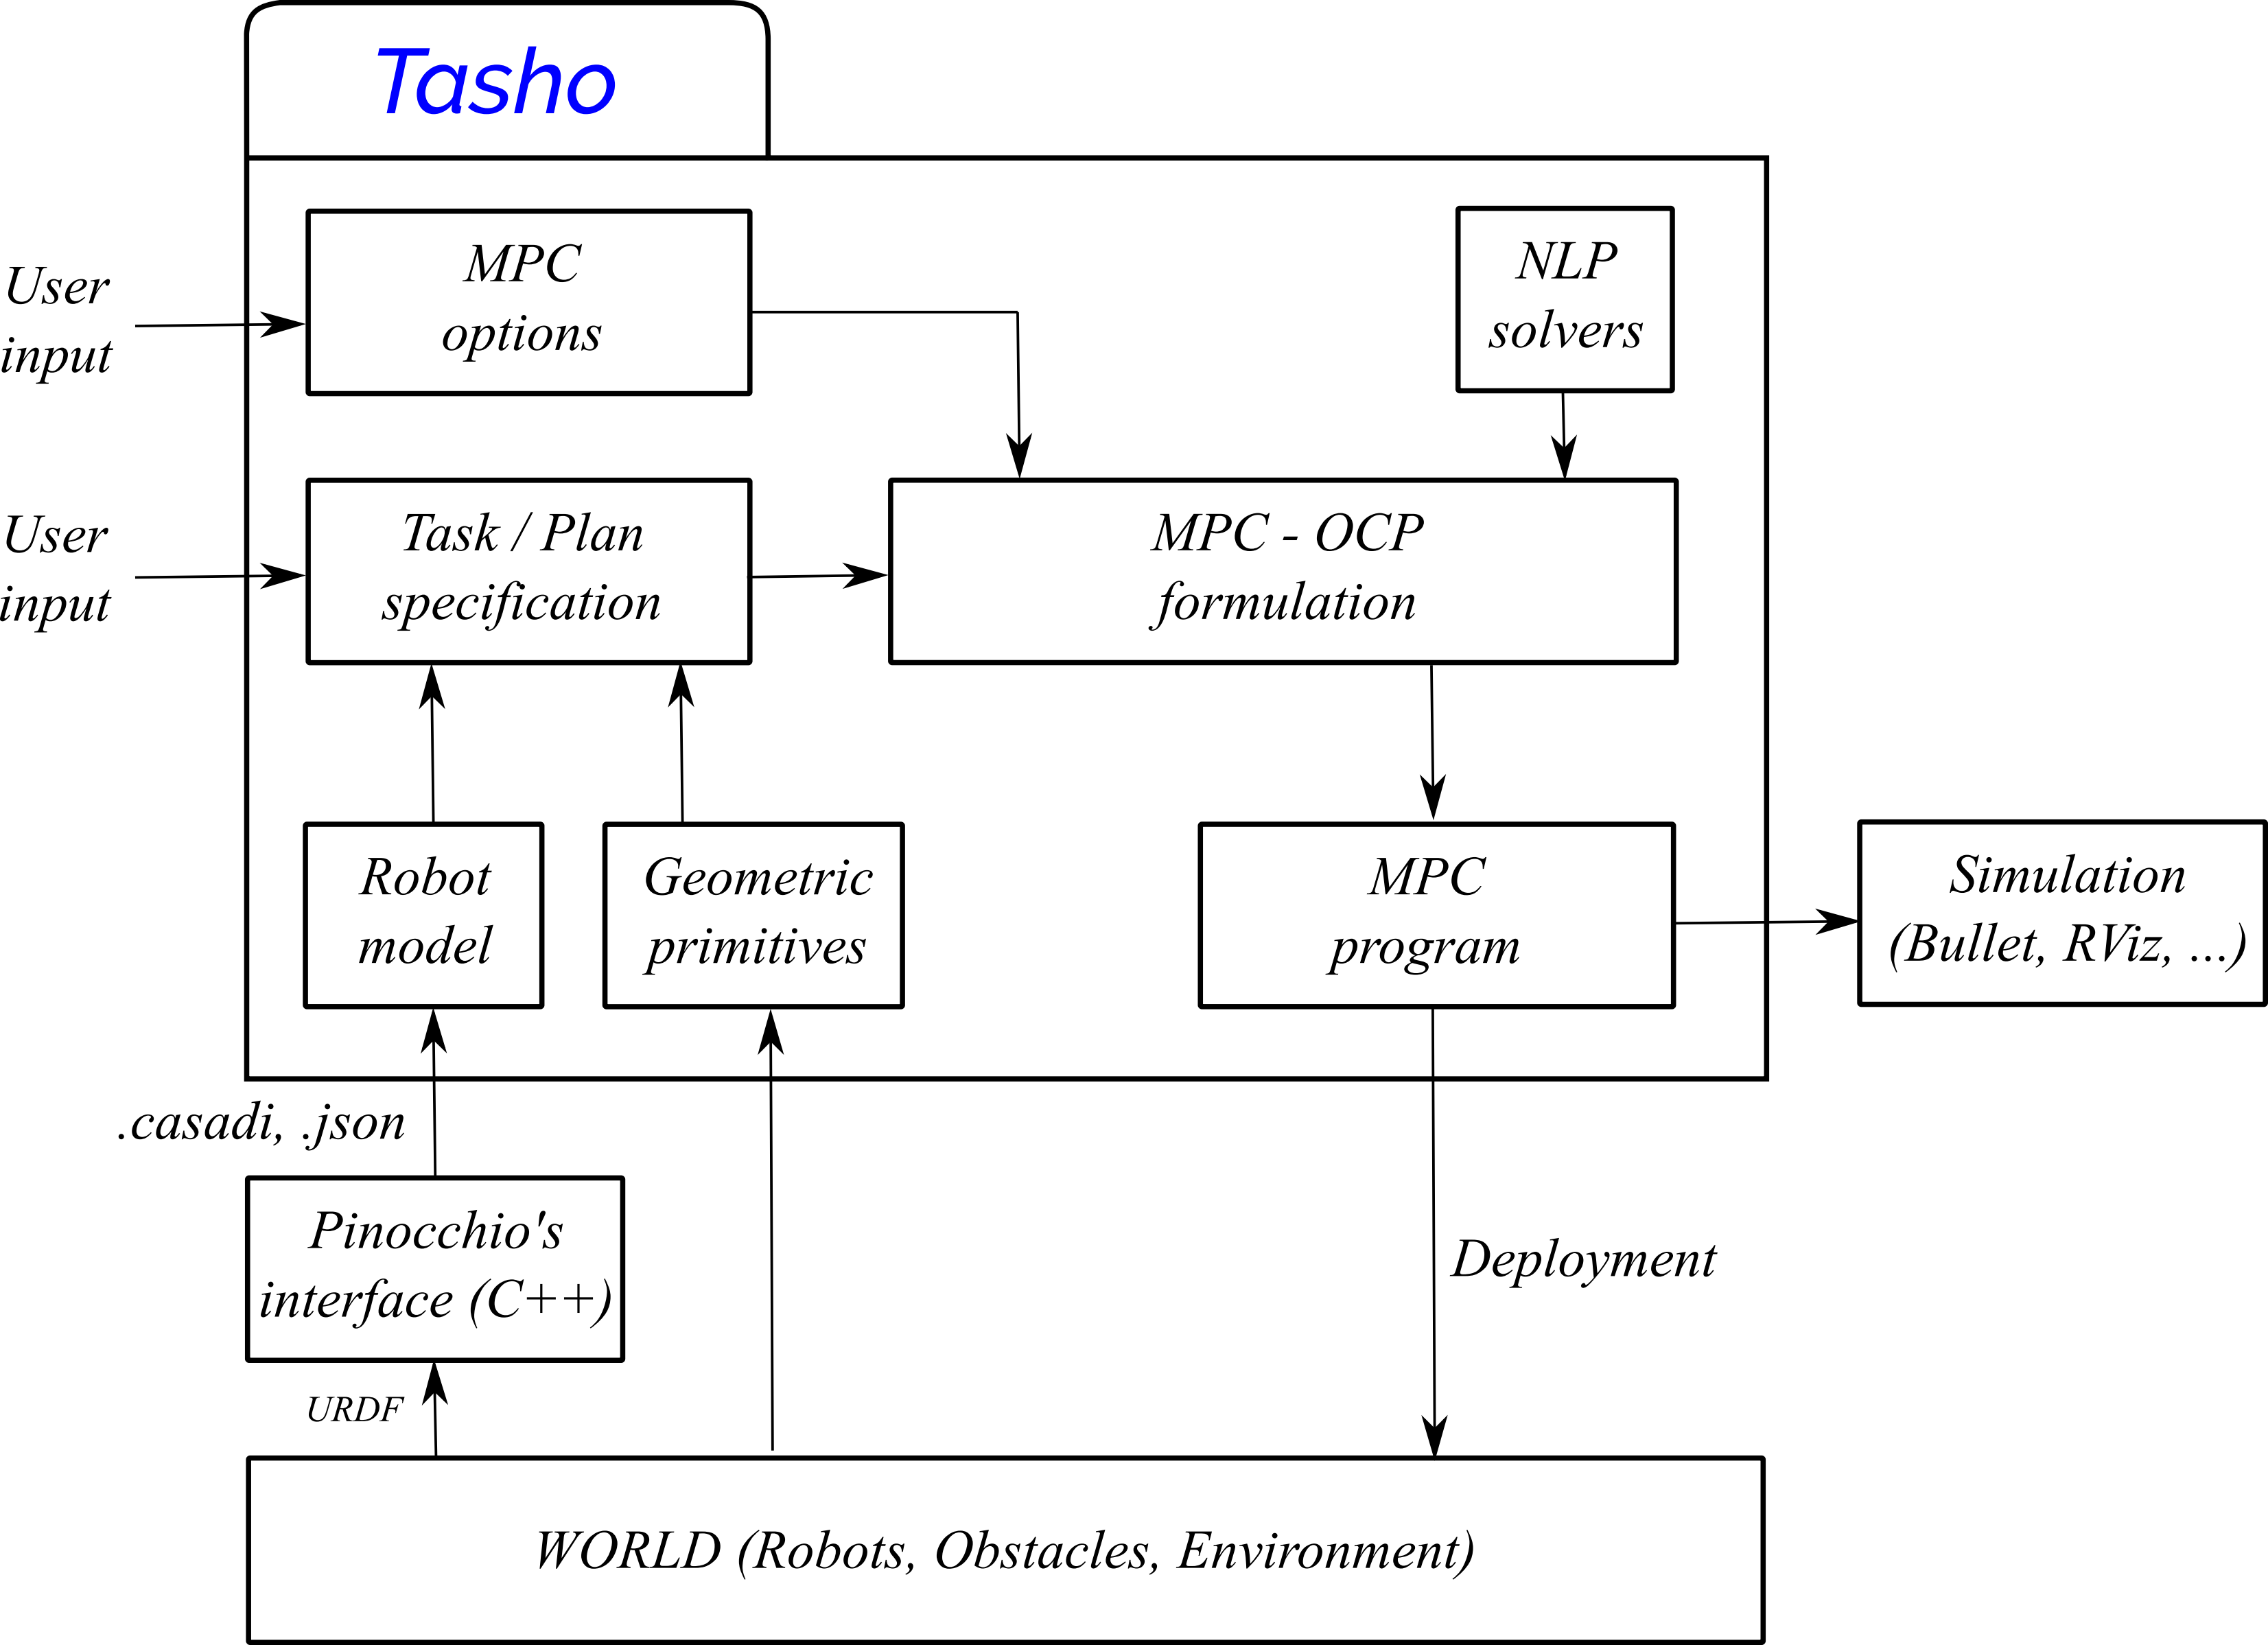 Tasho
User
input
MPC
options
NLP
solvers
User
input
Task / Plan
specification
MPC - OCP
formulation
Robot
model
Geometric
primitives
MPC
program
Simulation
(Bullet, RViz, ...)
.casadi, .json
Pinocchio's
interface (C++)
Deployment
URDF
WORLD (Robots, Obstacles, Environment)